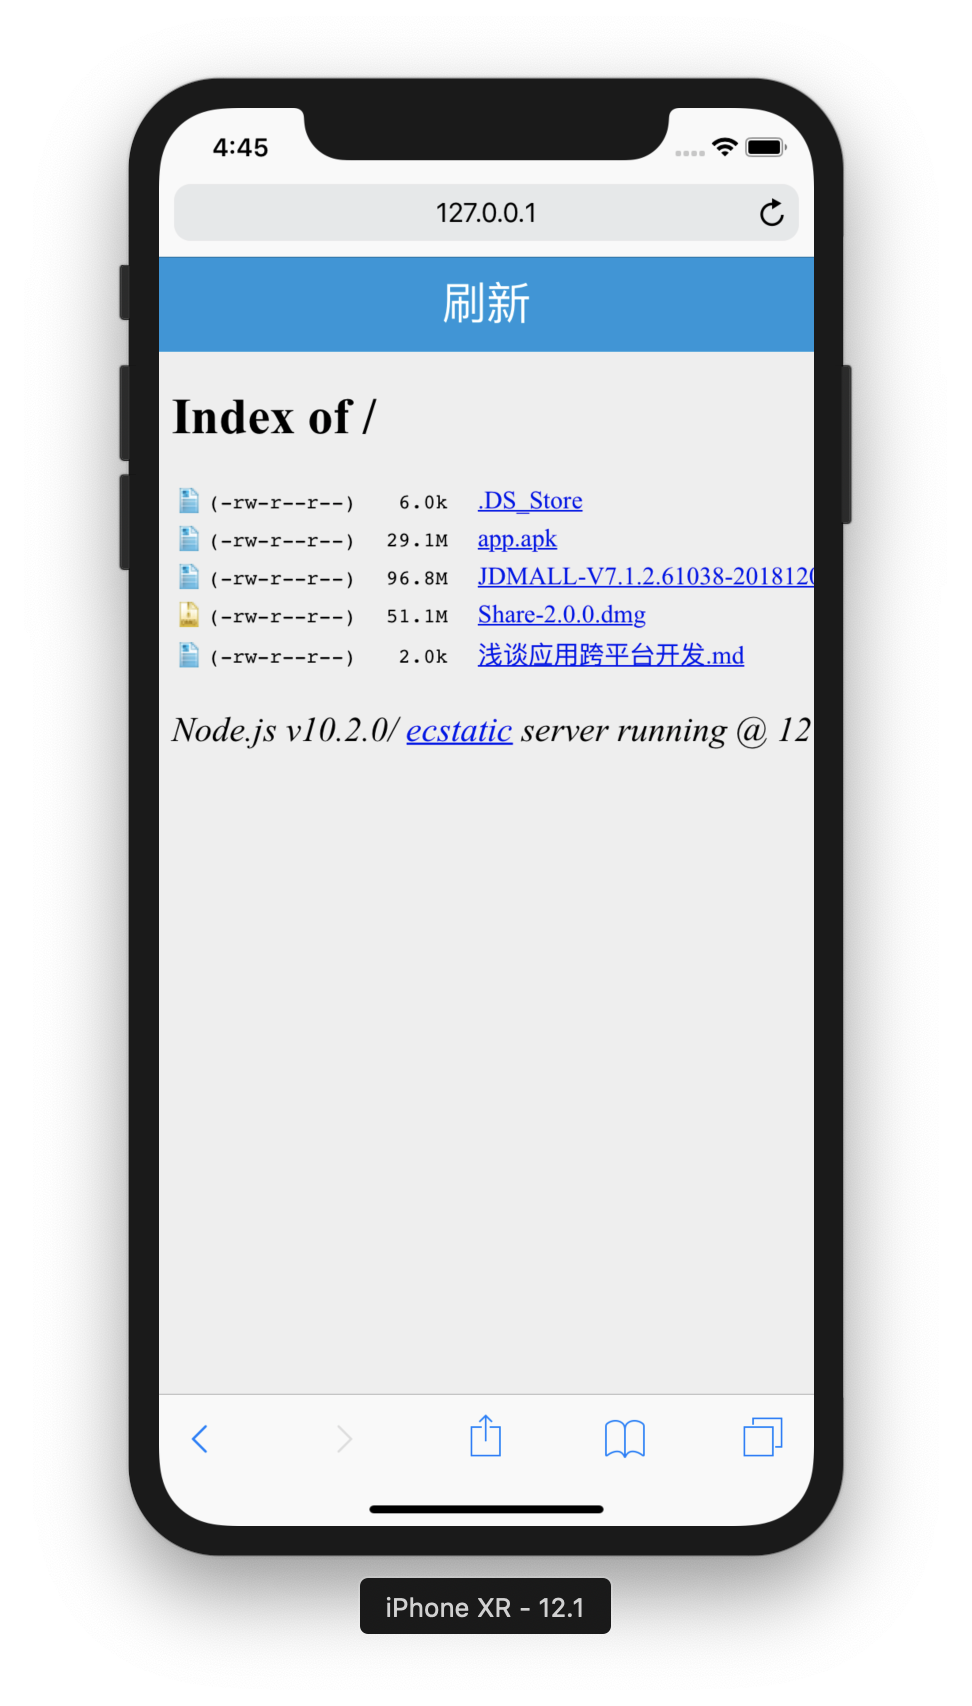 4:45
127.0.0.1
刷新
Index of /
(-rw-r--r--) 6.0k .DS_Store
(-rw-r--r--) 29.1M app.apk
(-rw-r--r--) 96.8M JDMALL-V7.1.2.61038-2018120
(-rw-r--r--) 51.1M Share-2.0.0.dmg
(-rw-r--r--) 2.0k 浅谈应用跨平台开发.md
Node.js v10.2.0/ ecstatic server running @ 12
iPhone XR - 12.1